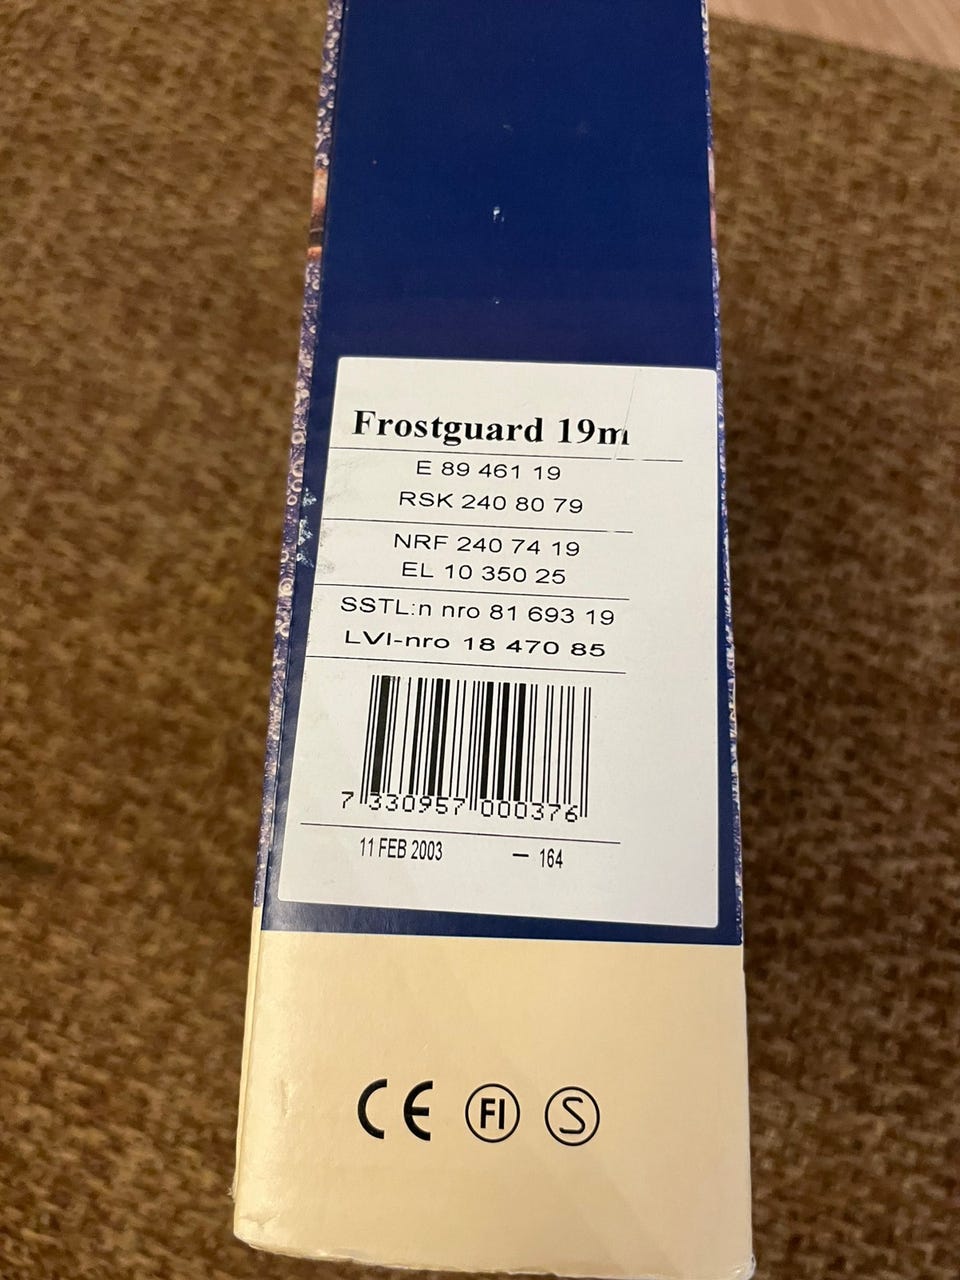 Frostguard 19m
E 89 461 19
RSK 240 80 79
NRF 240 74 19
EL 10 350 25
SSTL:n nro 81 693 19
LVI-nro 18 470 85
7 330957 000376
11 FEB 2003 — 164
CE FI S